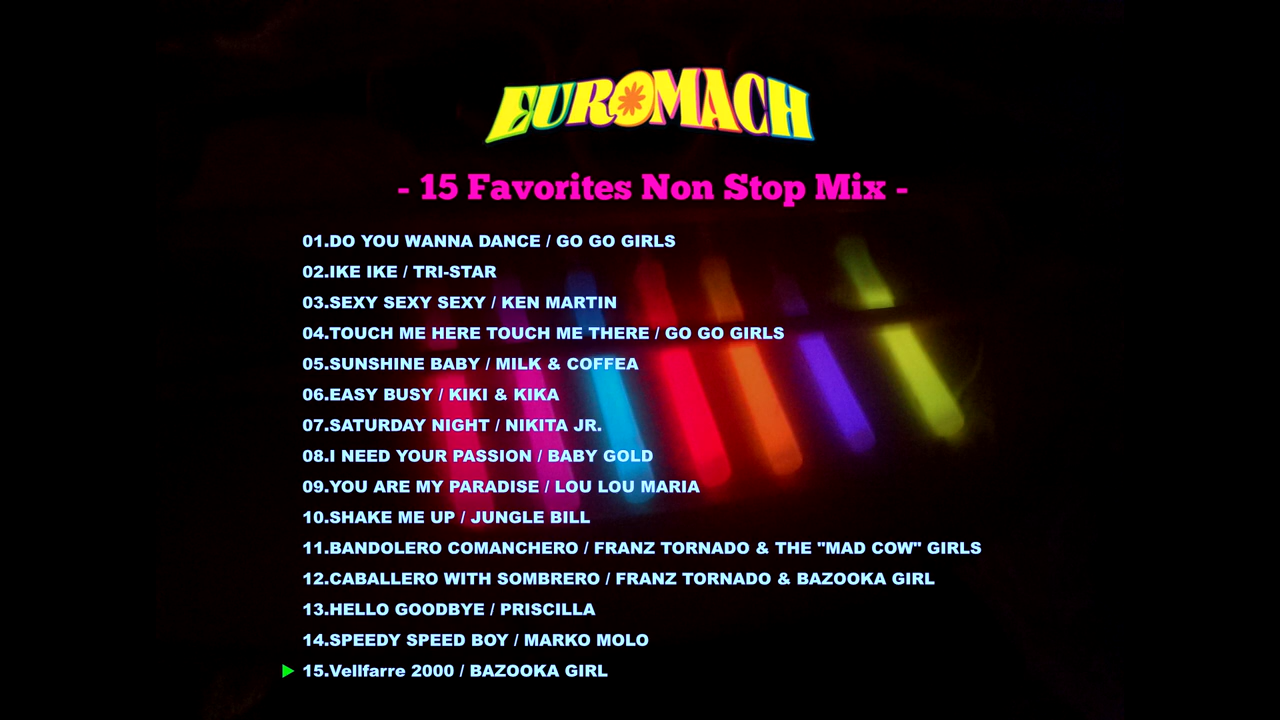 EUROMACH
- 15 Favorites Non Stop Mix -
01.DO YOU WANNA DANCE / GO GO GIRLS
02.IKE IKE / TRI-STAR
03.SEXY SEXY SEXY / KEN MARTIN
04.TOUCH ME HERE TOUCH ME THERE / GO GO GIRLS
05.SUNSHINE BABY / MILK & COFFEA
06.EASY BUSY / KIKI & KIKA
07.SATURDAY NIGHT / NIKITA JR.
08.I NEED YOUR PASSION / BABY GOLD
09.YOU ARE MY PARADISE / LOU LOU MARIA
10.SHAKE ME UP / JUNGLE BILL
11.BANDOLERO COMANCHERO / FRANZ TORNADO & THE "MAD COW" GIRLS
12.CABALLERO WITH SOMBRERO / FRANZ TORNADO & BAZOOKA GIRL
13.HELLO GOODBYE / PRISCILLA
14.SPEEDY SPEED BOY / MARKO MOLO
15.Vellfarre 2000 / BAZOOKA GIRL